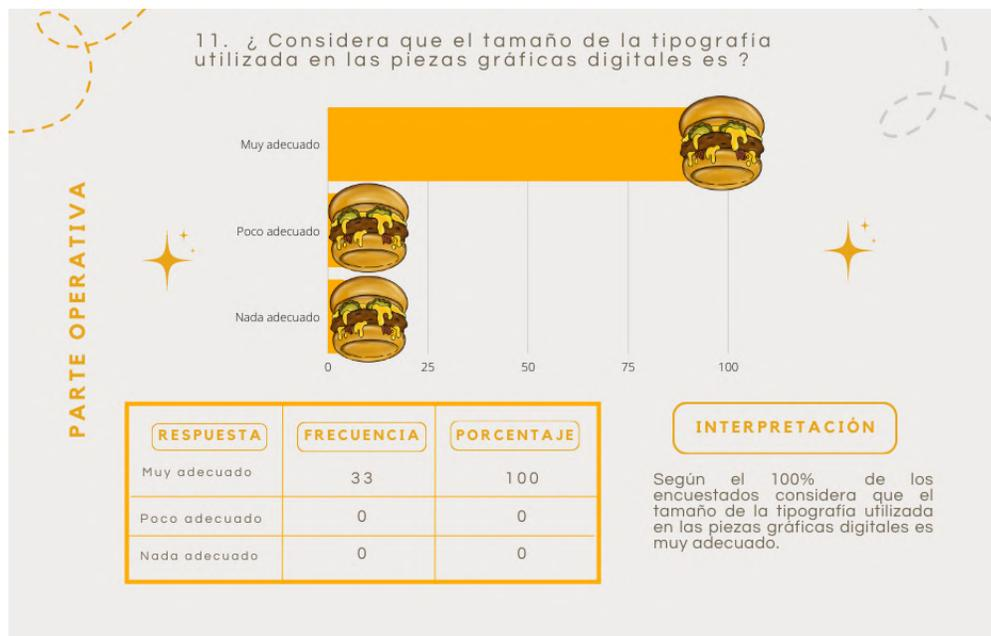 11. ¿ Considera que el tamaño de la tipografía
utilizada en las piezas gráficas digitales es ?
PARTE OPERATIVA
Muy adecuado
Poco adecuado
Nada adecuado
0 25 50 75 100
RESPUESTA FRECUENCIA PORCENTAJE
Muy adecuado 33 100
Poco adecuado 0 0
Nada adecuado 0 0
INTERPRETACIÓN
Según el 100% de los
encuestados considera que el
tamaño de la tipografía utilizada
en las piezas gráficas digitales es
muy adecuado.